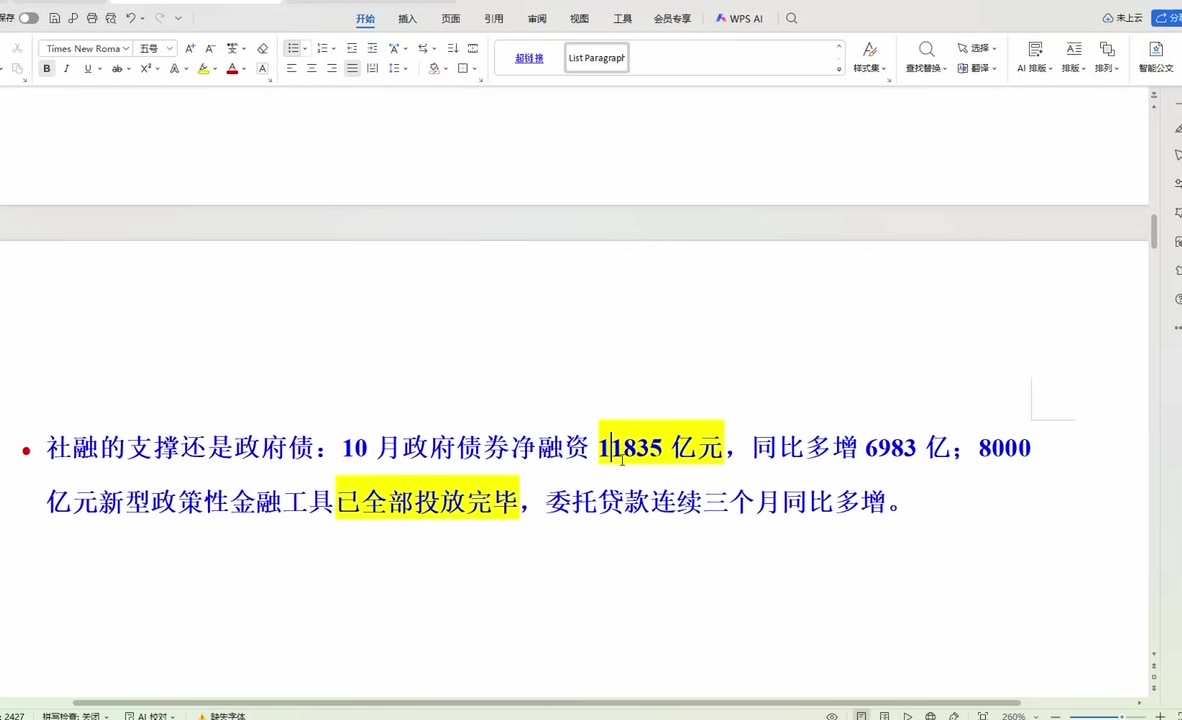 保存
开始 插入 页面 引用 审阅 视图 工具 会员专享 WPS AI 未上云
Times New Roma 五号
超链接 List Paragraph 样式集 查找替换 选择 翻译 AI 排版 排版 排列 智能公文
社融的支撑还是政府债：10 月政府债券净融资 11835 亿元，同比多增 6983 亿；8000
亿元新型政策性金融工具已全部投放完毕，委托贷款连续三个月同比多增。
: 2427 拼写检查: 关闭 AI 校对 缺失字体 260%